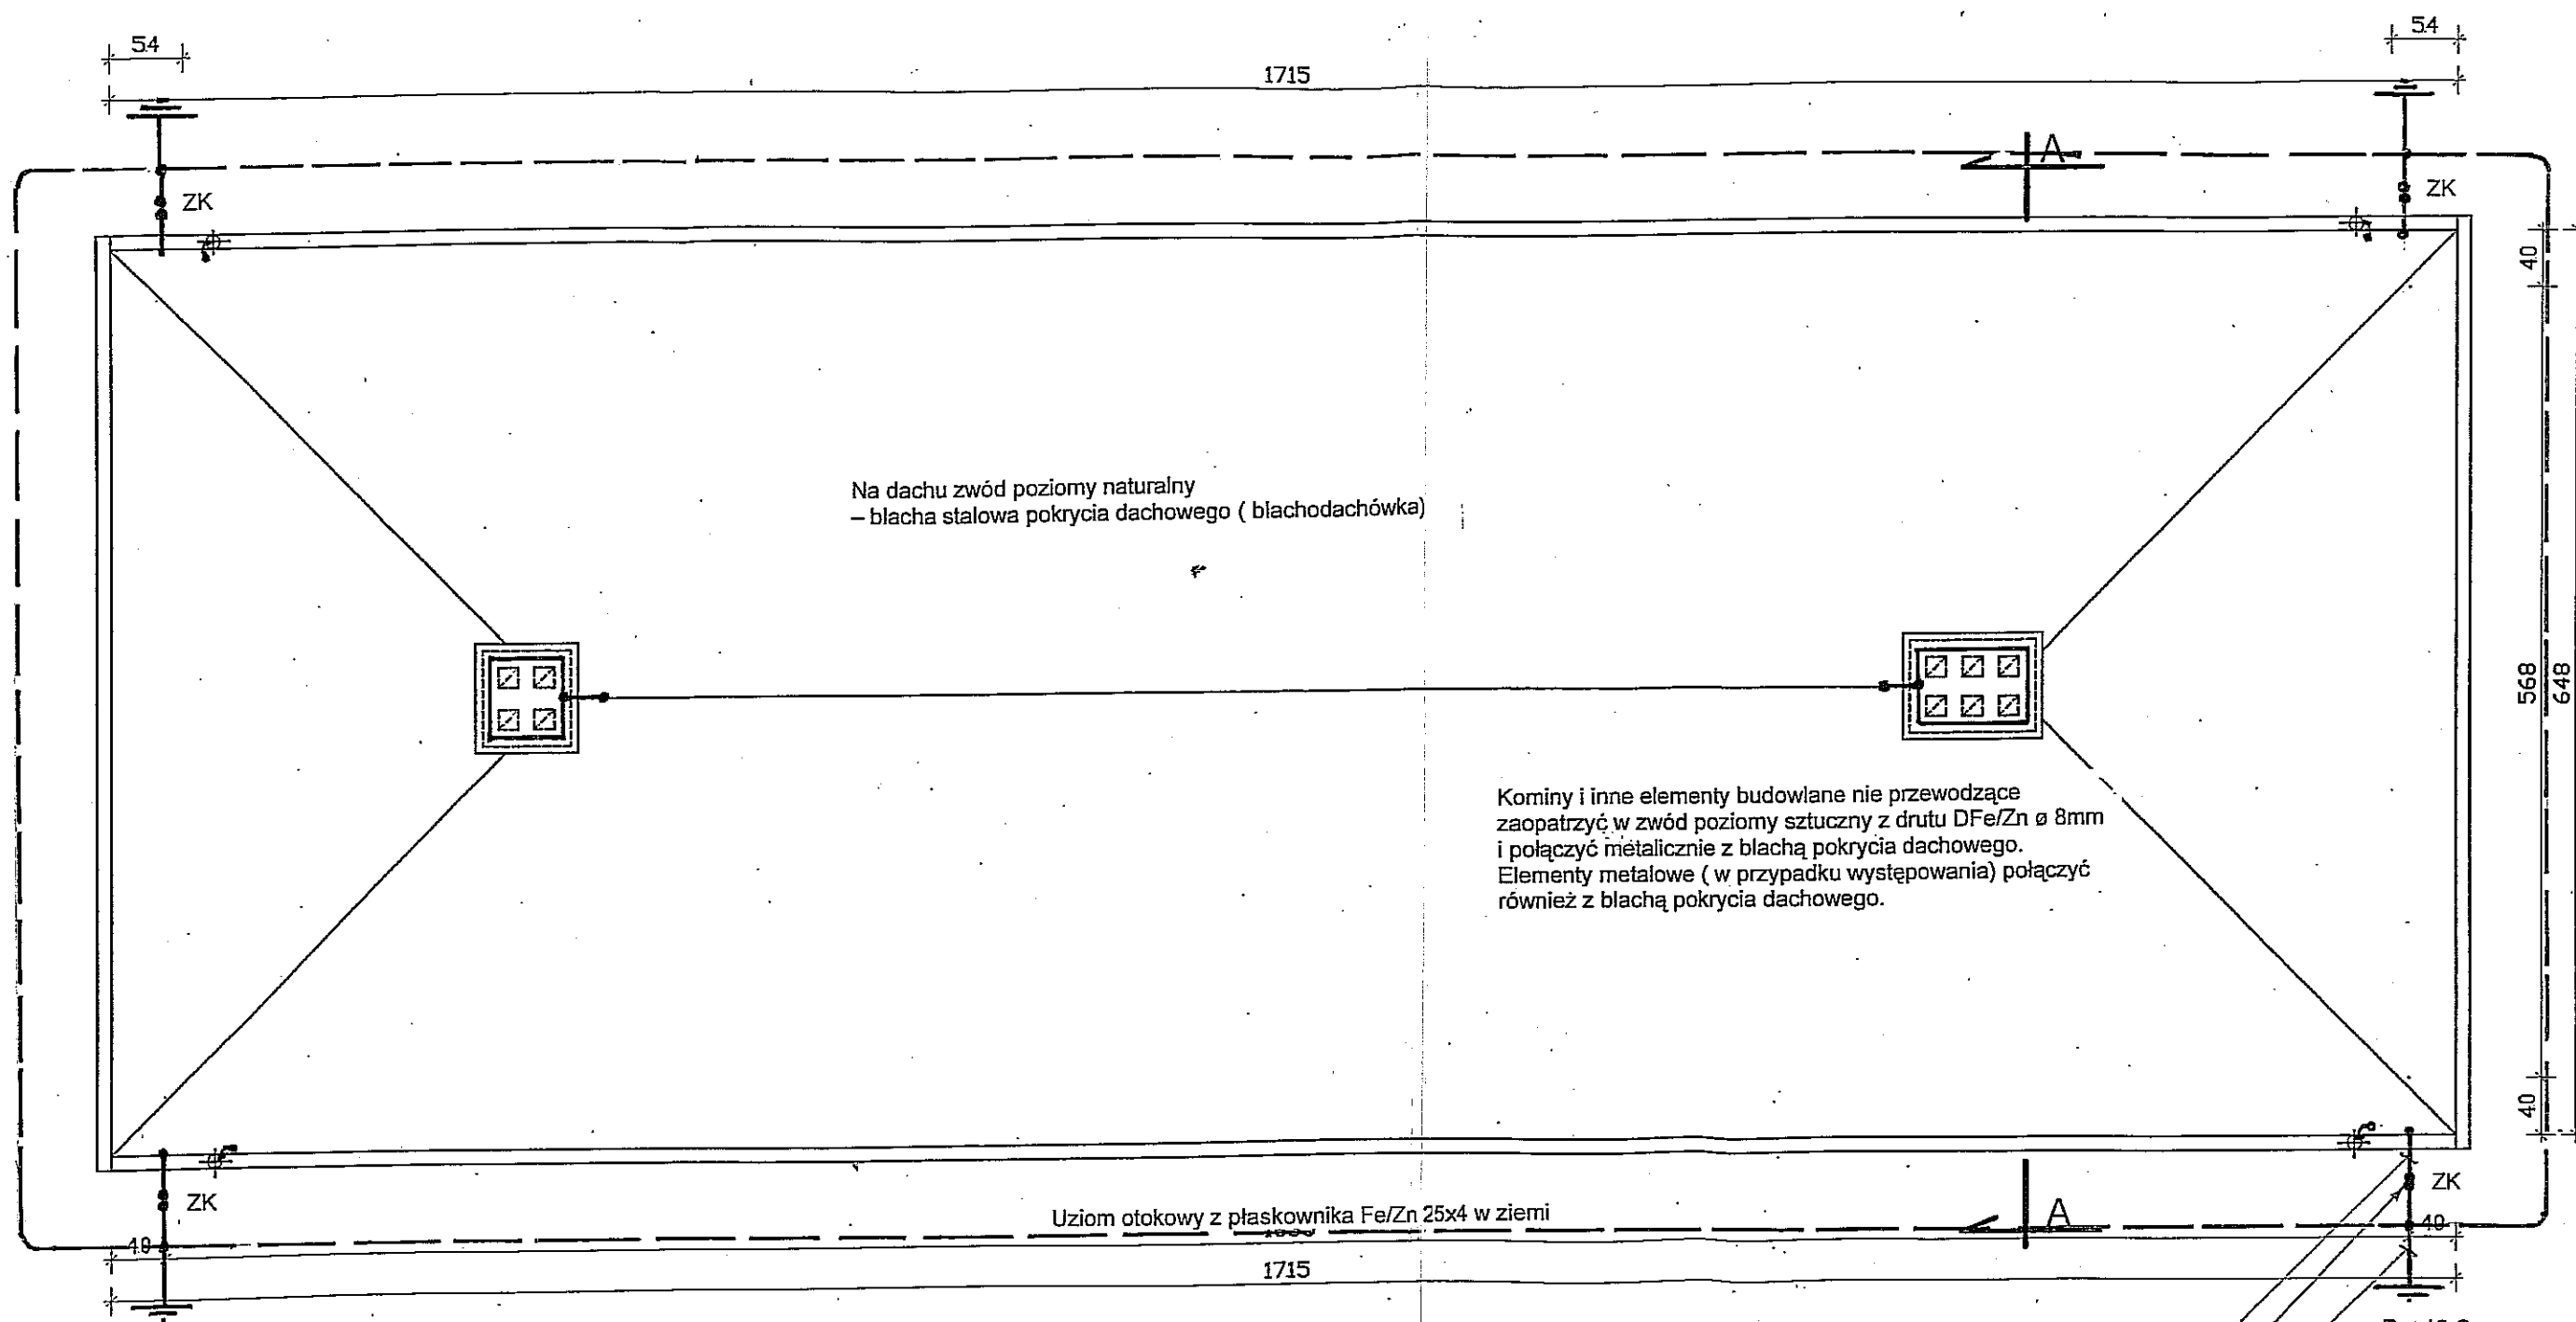 54
54
1715
A
ZK
ZK
40
Na dachu zwód poziomy naturalny
– blacha stalowa pokrycia dachowego ( blachodachówka)
568
648
Kominy i inne elementy budowlane nie przewodzące
zaopatrzyć w zwód poziomy sztuczny z drutu DFe/Zn ø 8mm
i połączyć metalicznie z blachą pokrycia dachowego.
Elementy metalowe ( w przypadku występowania) połączyć
również z blachą pokrycia dachowego.
40
ZK
ZK
Uziom otokowy z płaskownika Fe/Zn 25x4 w ziemi
A
40
40
1715